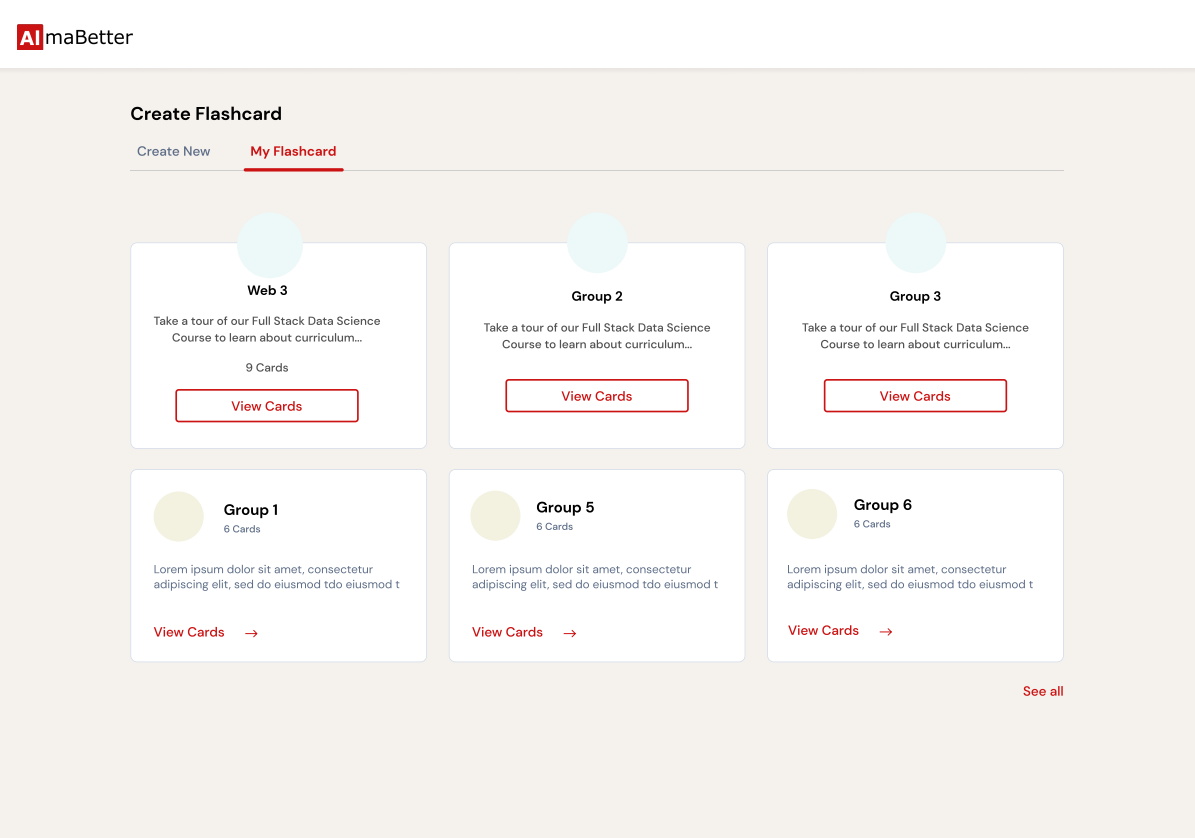 AlmaBetter
Create Flashcard
Create New
My Flashcard
Web 3
Take a tour of our Full Stack Data Science
Course to learn about curriculum...
9 Cards
View Cards
Group 2
Take a tour of our Full Stack Data Science
Course to learn about curriculum...
View Cards
Group 3
Take a tour of our Full Stack Data Science
Course to learn about curriculum...
View Cards
Group 1
6 Cards
Lorem ipsum dolor sit amet, consectetur
adipiscing elit, sed do eiusmod tdo eiusmod t
View Cards →
Group 5
6 Cards
Lorem ipsum dolor sit amet, consectetur
adipiscing elit, sed do eiusmod tdo eiusmod t
View Cards →
Group 6
6 Cards
Lorem ipsum dolor sit amet, consectetur
adipiscing elit, sed do eiusmod tdo eiusmod t
View Cards →
See all